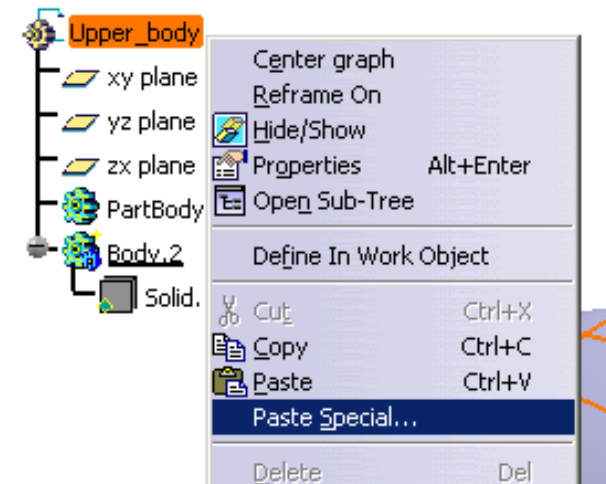 Upper_body
xy plane
yz plane
zx plane
PartBody
Body.2
Solid.
Center graph
Reframe On
Hide/Show
Properties Alt+Enter
Open Sub-Tree
Define In Work Object
Cut Ctrl+X
Copy Ctrl+C
Paste Ctrl+V
Paste Special...
Delete Del